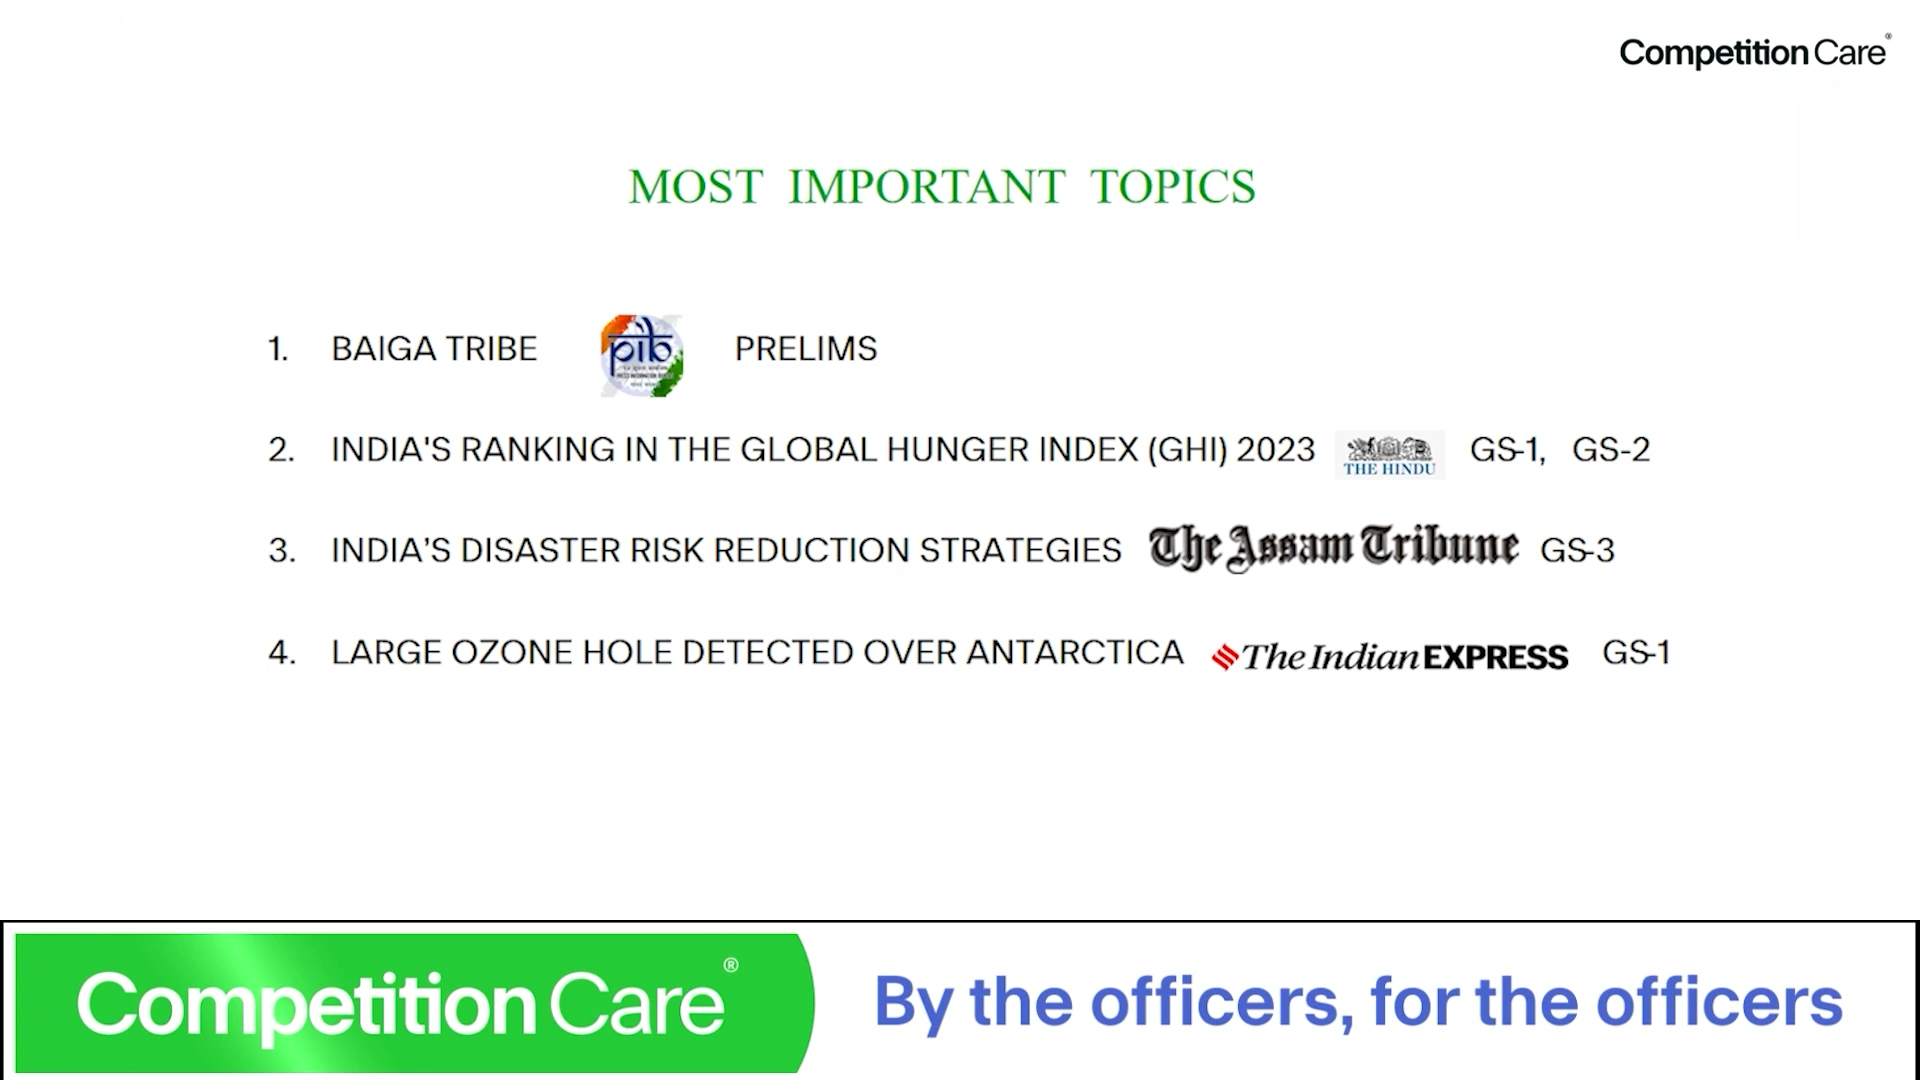 Competition Care®
MOST IMPORTANT TOPICS
1. BAIGA TRIBE pib PRELIMS
2. INDIA'S RANKING IN THE GLOBAL HUNGER INDEX (GHI) 2023 THE HINDU GS-1, GS-2
3. INDIA’S DISASTER RISK REDUCTION STRATEGIES The Assam Tribune GS-3
4. LARGE OZONE HOLE DETECTED OVER ANTARCTICA The Indian EXPRESS GS-1
Competition Care® By the officers, for the officers